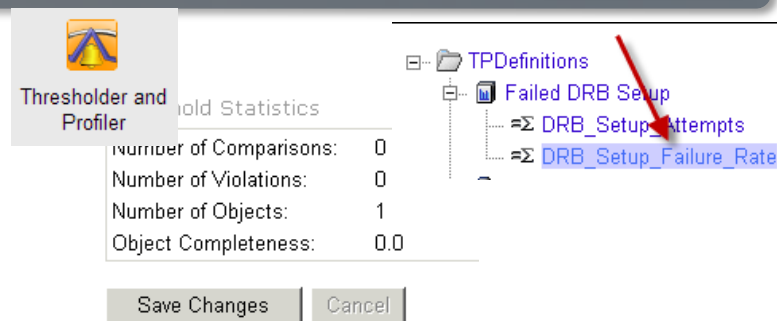 Thresholder and
Profiler
old Statistics
Number of Comparisons: 0
Number of Violations: 0
Number of Objects: 1
Object Completeness: 0.0
Save Changes
Cancel
TPDefinitions
Failed DRB Setup
=Σ DRB_Setup_Attempts
=Σ DRB_Setup_Failure_Rate